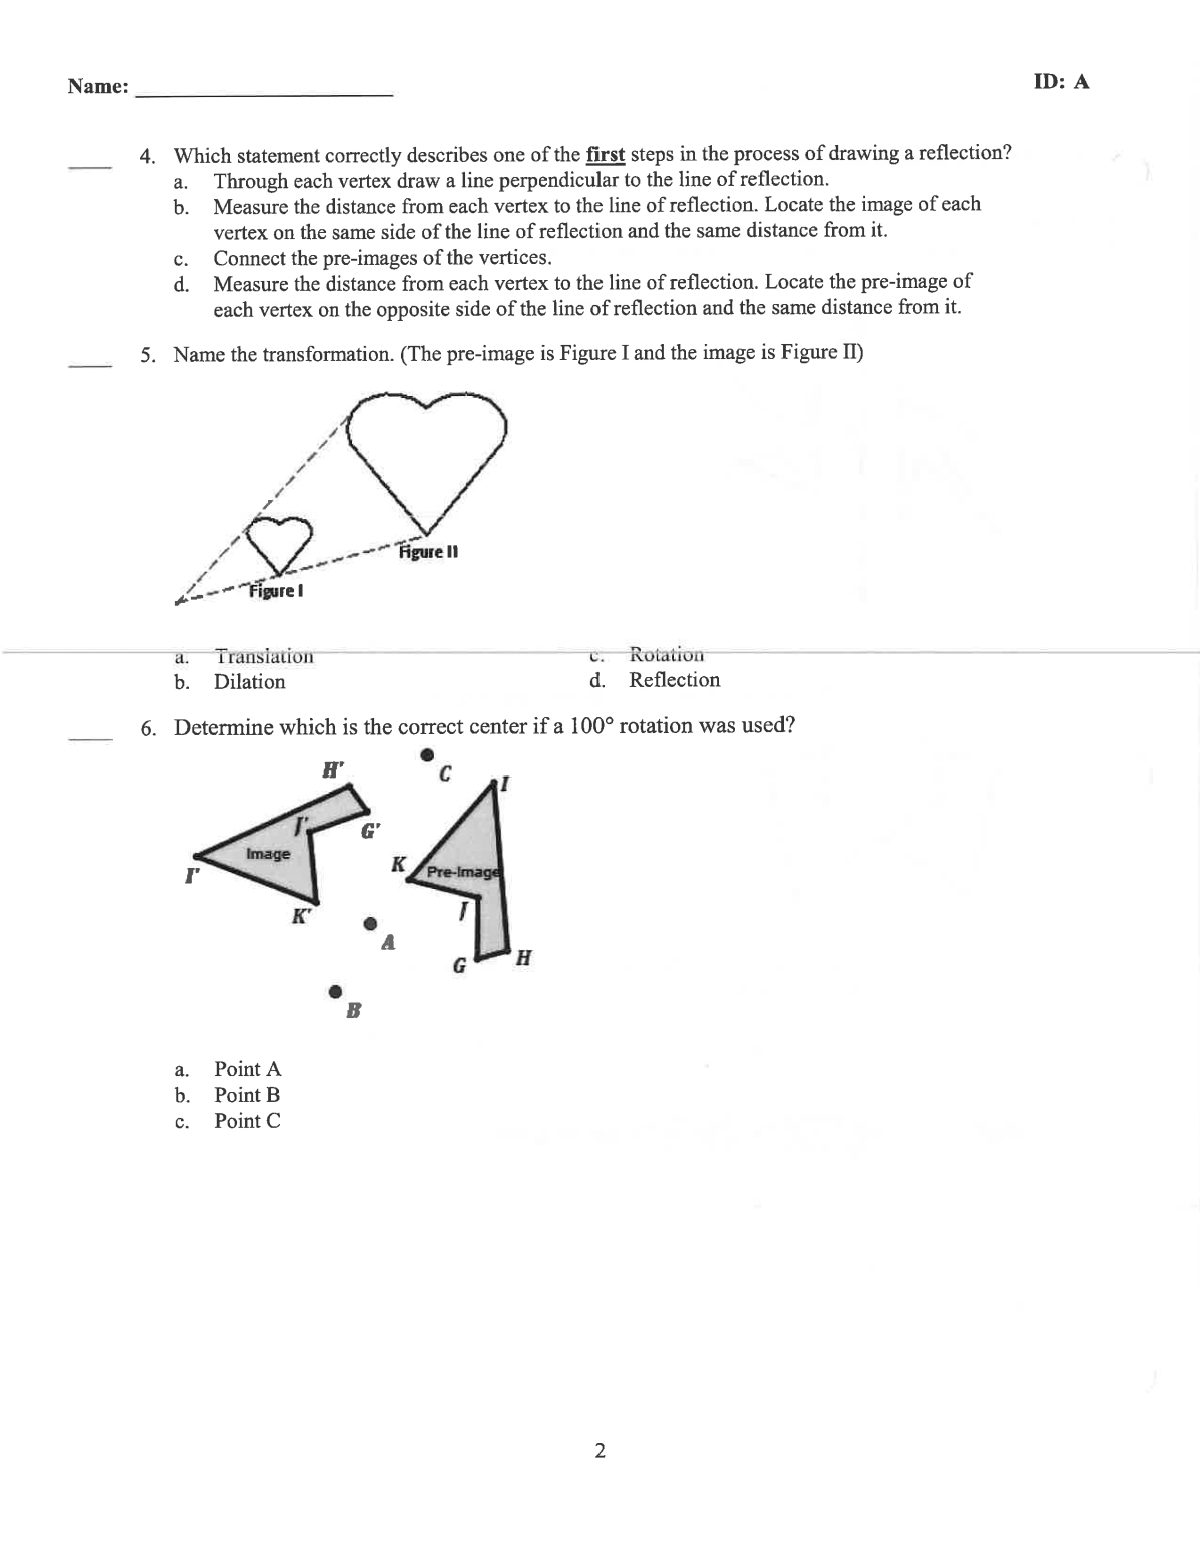 Name: ____________________
ID: A
____ 4. Which statement correctly describes one of the first steps in the process of drawing a reflection?
a. Through each vertex draw a line perpendicular to the line of reflection.
b. Measure the distance from each vertex to the line of reflection. Locate the image of each
vertex on the same side of the line of reflection and the same distance from it.
c. Connect the pre-images of the vertices.
d. Measure the distance from each vertex to the line of reflection. Locate the pre-image of
each vertex on the opposite side of the line of reflection and the same distance from it.
____ 5. Name the transformation. (The pre-image is Figure I and the image is Figure II)
Figure II
Figure I
a. Translation c. Rotation
b. Dilation d. Reflection
____ 6. Determine which is the correct center if a 100° rotation was used?
H'
C
I
J'
G'
Image
K
Pre-Image
I'
K'
J
A
G
H
B
a. Point A
b. Point B
c. Point C
2